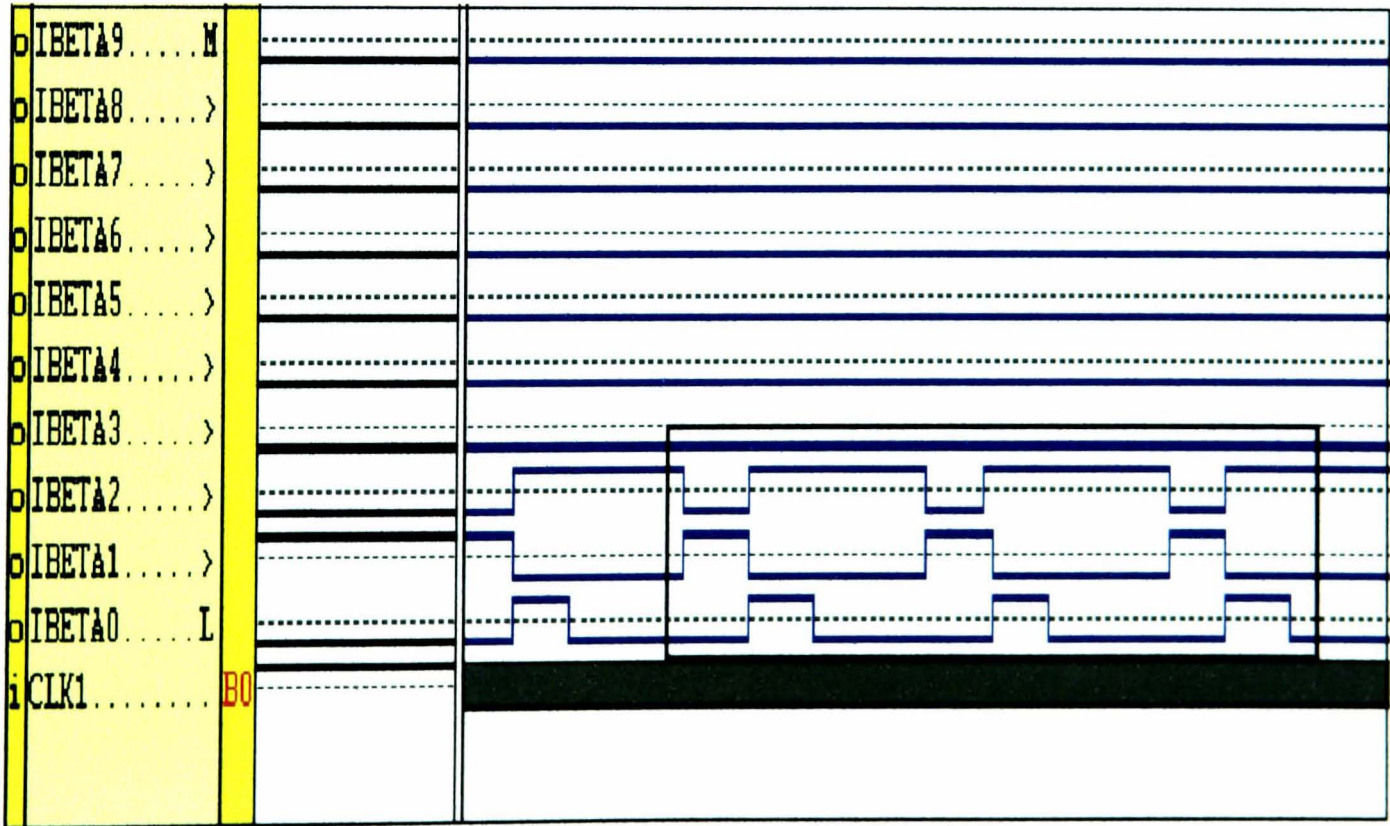 o IBETA9.....M
o IBETA8.....>
o IBETA7.....>
o IBETA6.....>
o IBETA5.....>
o IBETA4.....>
o IBETA3.....>
o IBETA2.....>
o IBETA1.....>
o IBETA0.....L
i CLK1........ B0